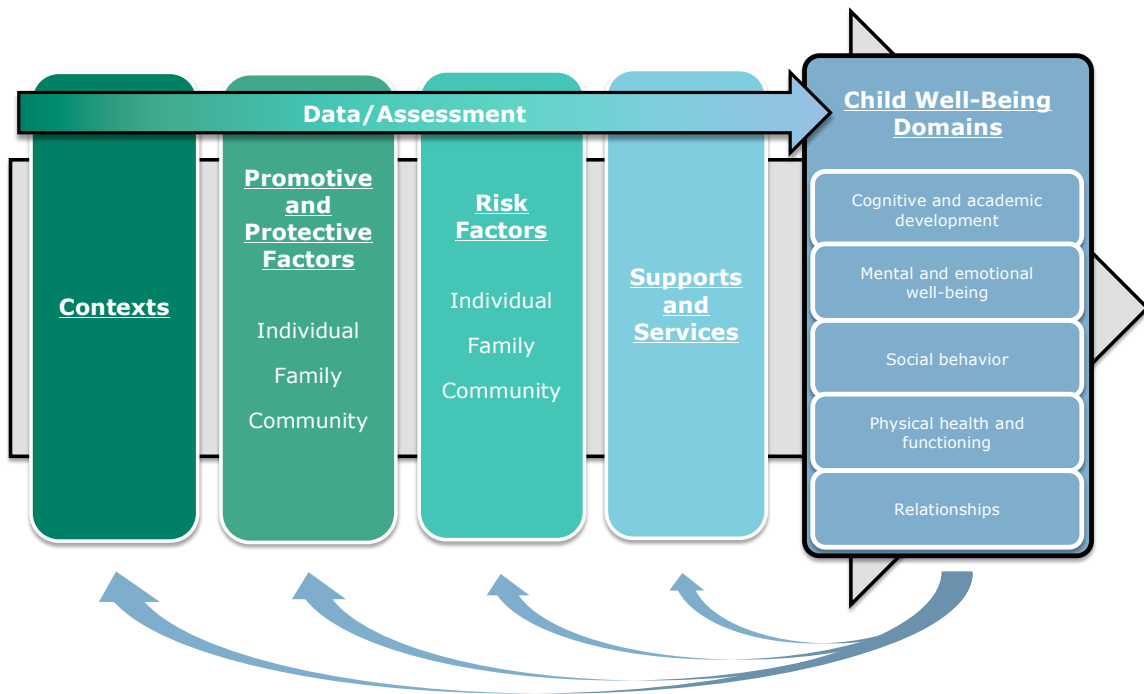 Data/Assessment
Contexts
Promotive
and
Protective
Factors
Individual
Family
Community
Risk
Factors
Individual
Family
Community
Supports
and
Services
Child Well-Being
Domains
Cognitive and academic
development
Mental and emotional
well-being
Social behavior
Physical health and
functioning
Relationships